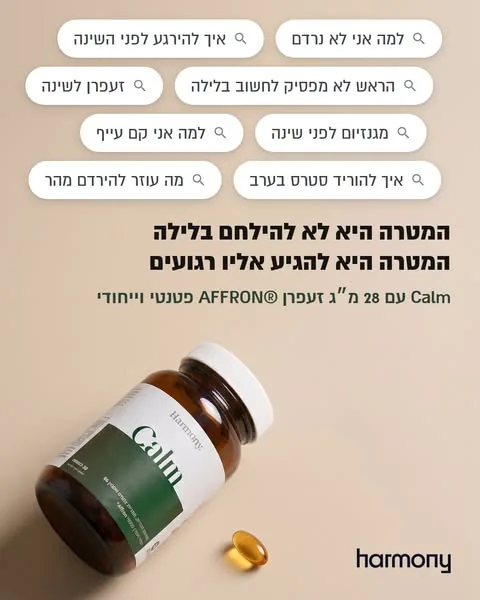 למה אני לא נרדם
איך להירגע לפני השינה
הראש לא מפסיק לחשוב בלילה
זעפרן לשינה
מגנזיום לפני שינה
למה אני קם עייף
איך להוריד סטרס בערב
מה עוזר להירדם מהר
המטרה היא לא להילחם בלילה
המטרה היא להגיע אליו רגועים
Calm עם 28 מ״ג זעפרן AFFRON® פטנטי וייחודי
Harmony.
Calm
harmony